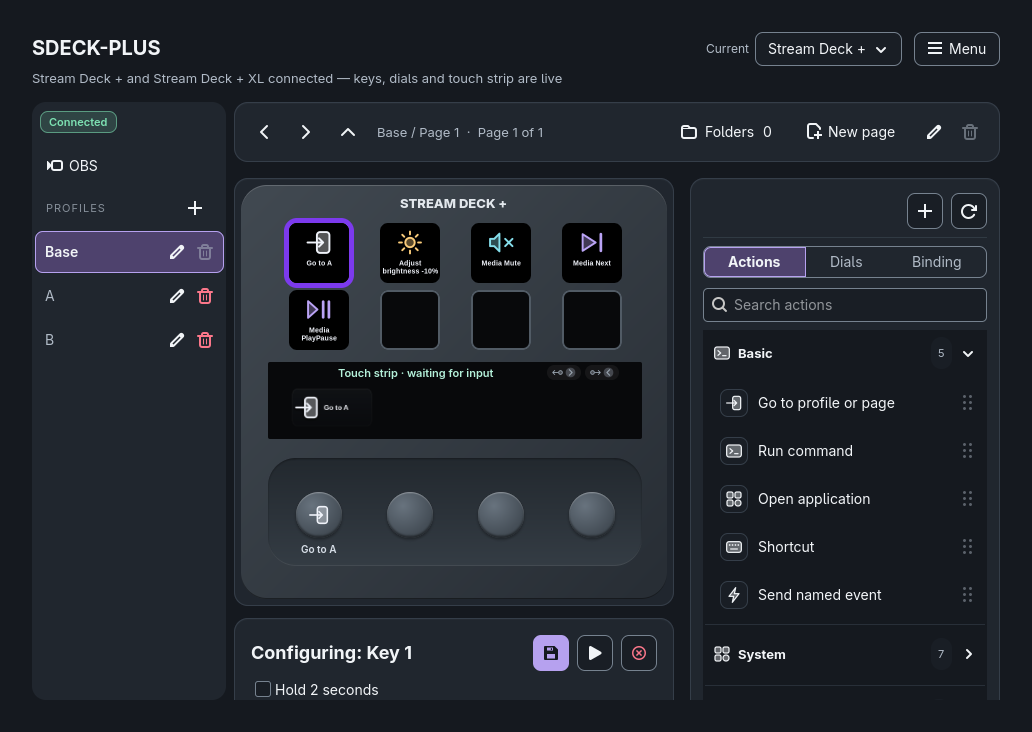 SDECK-PLUS
Current
Stream Deck +
Menu
Stream Deck + and Stream Deck + XL connected — keys, dials and touch strip are live
Connected
OBS
PROFILES
Base
A
B
Base / Page 1 · Page 1 of 1
Folders 0
New page
STREAM DECK +
Go to A
Adjust
brightness -10%
Media Mute
Media Next
Media
PlayPause
Touch strip · waiting for input
Go to A
Go to A
Configuring: Key 1
Hold 2 seconds
Actions
Dials
Binding
Search actions
Basic
5
Go to profile or page
Run command
Open application
Shortcut
Send named event
System
7